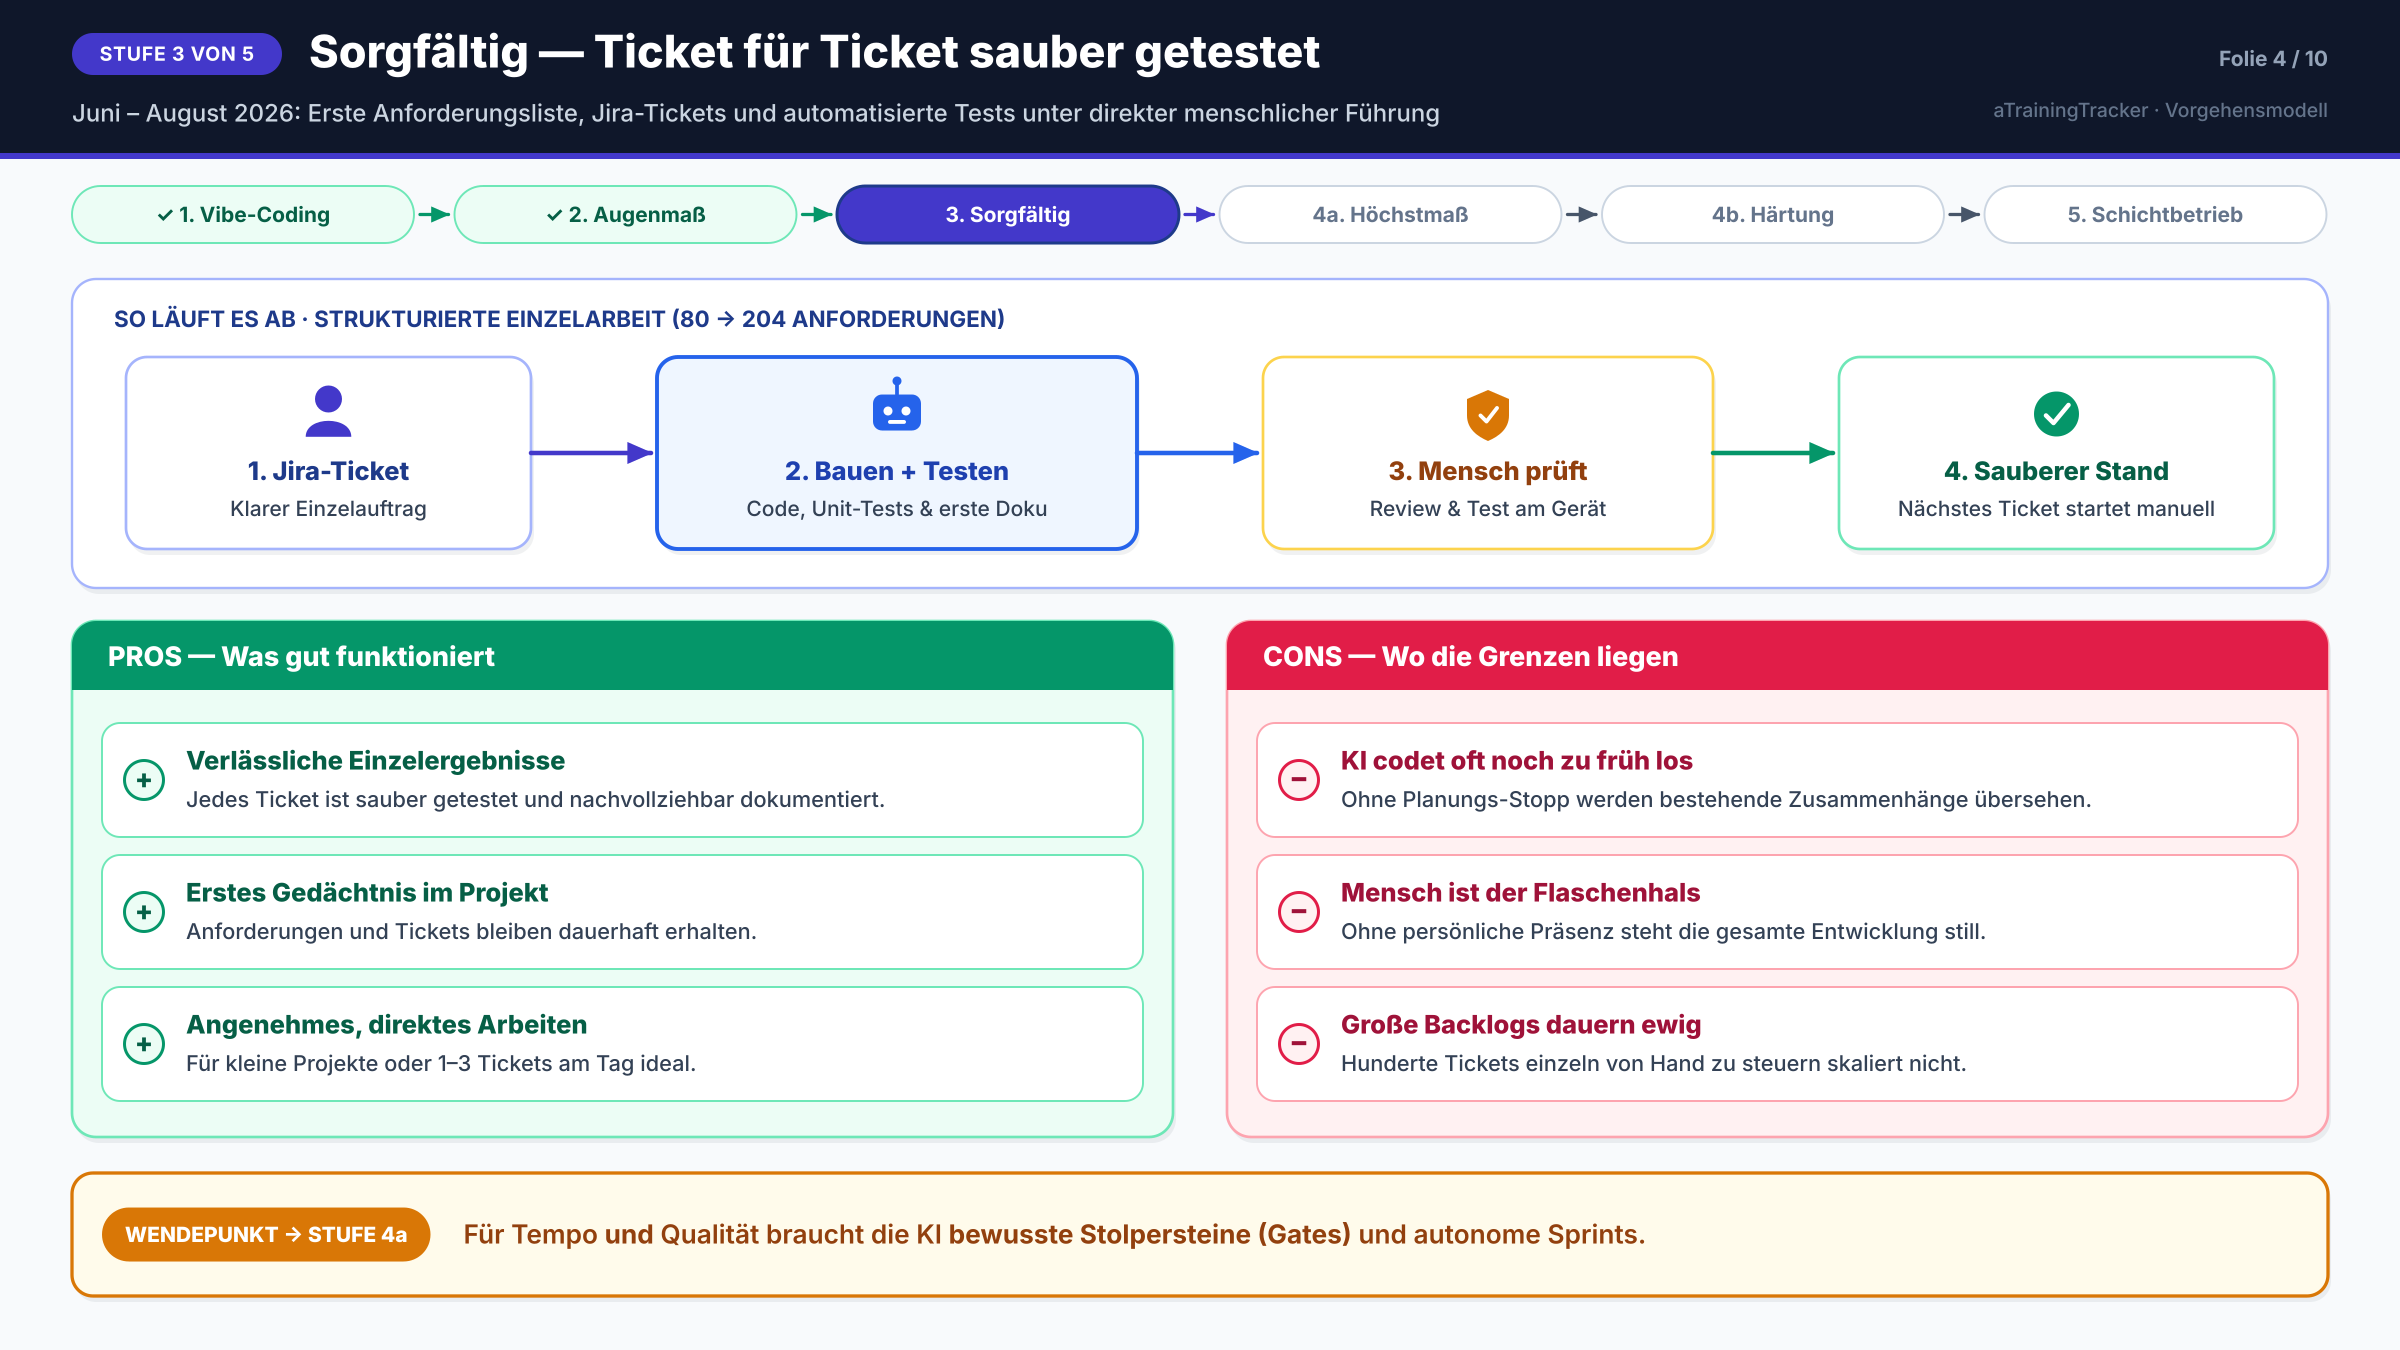 STUFE 3 VON 5
Sorgfältig — Ticket für Ticket sauber getestet
Folie 4 / 10
Juni – August 2026: Erste Anforderungsliste, Jira-Tickets und automatisierte Tests unter direkter menschlicher Führung
aTrainingTracker · Vorgehensmodell
✓ 1. Vibe-Coding
✓ 2. Augenmaß
3. Sorgfältig
4a. Höchstmaß
4b. Härtung
5. Schichtbetrieb
SO LÄUFT ES AB · STRUKTURIERTE EINZELARBEIT (80 → 204 ANFORDERUNGEN)
1. Jira-Ticket
Klarer Einzelauftrag
2. Bauen + Testen
Code, Unit-Tests & erste Doku
3. Mensch prüft
Review & Test am Gerät
4. Sauberer Stand
Nächstes Ticket startet manuell
PROS — Was gut funktioniert
+
Verlässliche Einzelergebnisse
Jedes Ticket ist sauber getestet und nachvollziehbar dokumentiert.
+
Erstes Gedächtnis im Projekt
Anforderungen und Tickets bleiben dauerhaft erhalten.
+
Angenehmes, direktes Arbeiten
Für kleine Projekte oder 1–3 Tickets am Tag ideal.
CONS — Wo die Grenzen liegen
−
KI codet oft noch zu früh los
Ohne Planungs-Stopp werden bestehende Zusammenhänge übersehen.
−
Mensch ist der Flaschenhals
Ohne persönliche Präsenz steht die gesamte Entwicklung still.
−
Große Backlogs dauern ewig
Hunderte Tickets einzeln von Hand zu steuern skaliert nicht.
WENDEPUNKT → STUFE 4a
Für Tempo und Qualität braucht die KI bewusste Stolpersteine (Gates) und autonome Sprints.